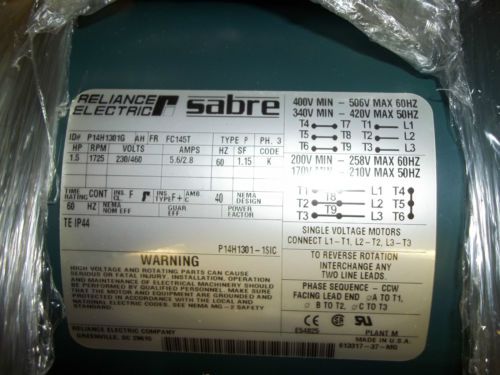 RELIANCE
ELECTRIC sabre
ID# P14H1301G AH FR FC145T TYPE P PH. 3
HP RPM VOLTS AMPS HZ SF CODE
1.5 1725 230/460 5.6/2.8 60 1.15 K
TIME RATING CONT INS. CL F INS TYPE F+ AMB C 40 NEMA DESIGN
60 HZ NEMA NOM EFF GUAR EFF POWER FACTOR
TE IP44
P14H1301-1SIC
WARNING
HIGH VOLTAGE AND ROTATING PARTS CAN CAUSE
SERIOUS OR FATAL INJURY. INSTALLATION, OPERATION
AND MAINTENANCE OF ELECTRICAL MACHINERY SHOULD
BE PERFORMED BY QUALIFIED PERSONNEL. MAKE SURE
MOTOR AND EQUIPMENT ARE GROUNDED AND
PROTECTED IN ACCORDANCE WITH THE LOCAL AND
NATIONAL ELECTRIC CODES. SEE NEMA MG-2 SAFETY
STANDARD.
RELIANCE ELECTRIC COMPANY
GREENVILLE, SC 29615
400V MIN - 506V MAX 60HZ
340V MIN - 420V MAX 50HZ
T4 T7 T1 L1
T5 T8 T2 L2
T6 T9 T3 L3
200V MIN - 258V MAX 60HZ
170V MIN - 210V MAX 50HZ
T1 T8 L1 T4
T2 T9 L2 T5
T3 L3 T6
SINGLE VOLTAGE MOTORS
CONNECT L1-T1, L2-T2, L3-T3
TO REVERSE ROTATION
INTERCHANGE ANY
TWO LINE LEADS.
PHASE SEQUENCE - CCW
FACING LEAD END øA TO T1,
øB TO T2, øC TO T3
CE
E54825 PLANT M
MADE IN U.S.A.
613317-37-MG